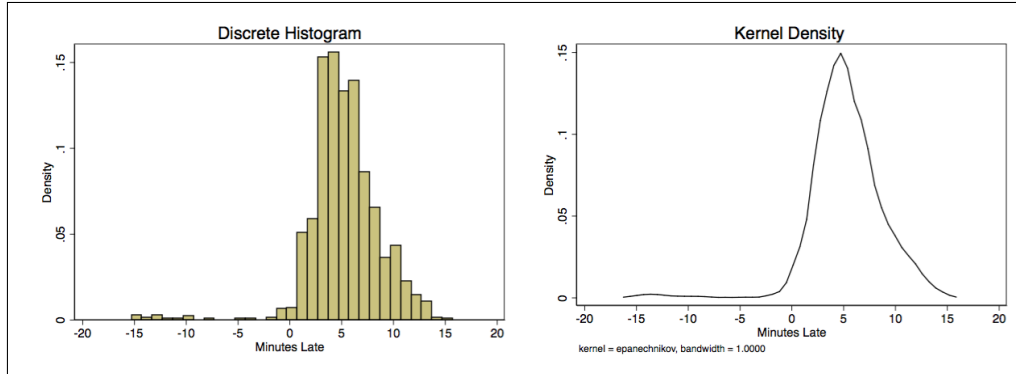 Discrete Histogram
Density
0
.05
.1
.15
-20 -15 -10 -5 0 5 10 15 20
Minutes Late
Kernel Density
Density
0
.05
.1
.15
-20 -15 -10 -5 0 5 10 15 20
Minutes Late
kernel = epanechnikov, bandwidth = 1.0000